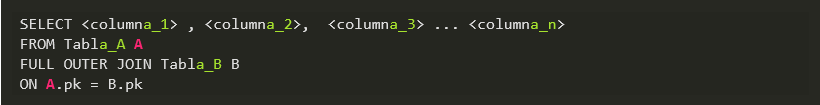 SELECT <columna_1> , <columna_2>,  <columna_3> ... <columna_n>
FROM Tabla_A A
FULL OUTER JOIN Tabla_B B
ON A.pk = B.pk